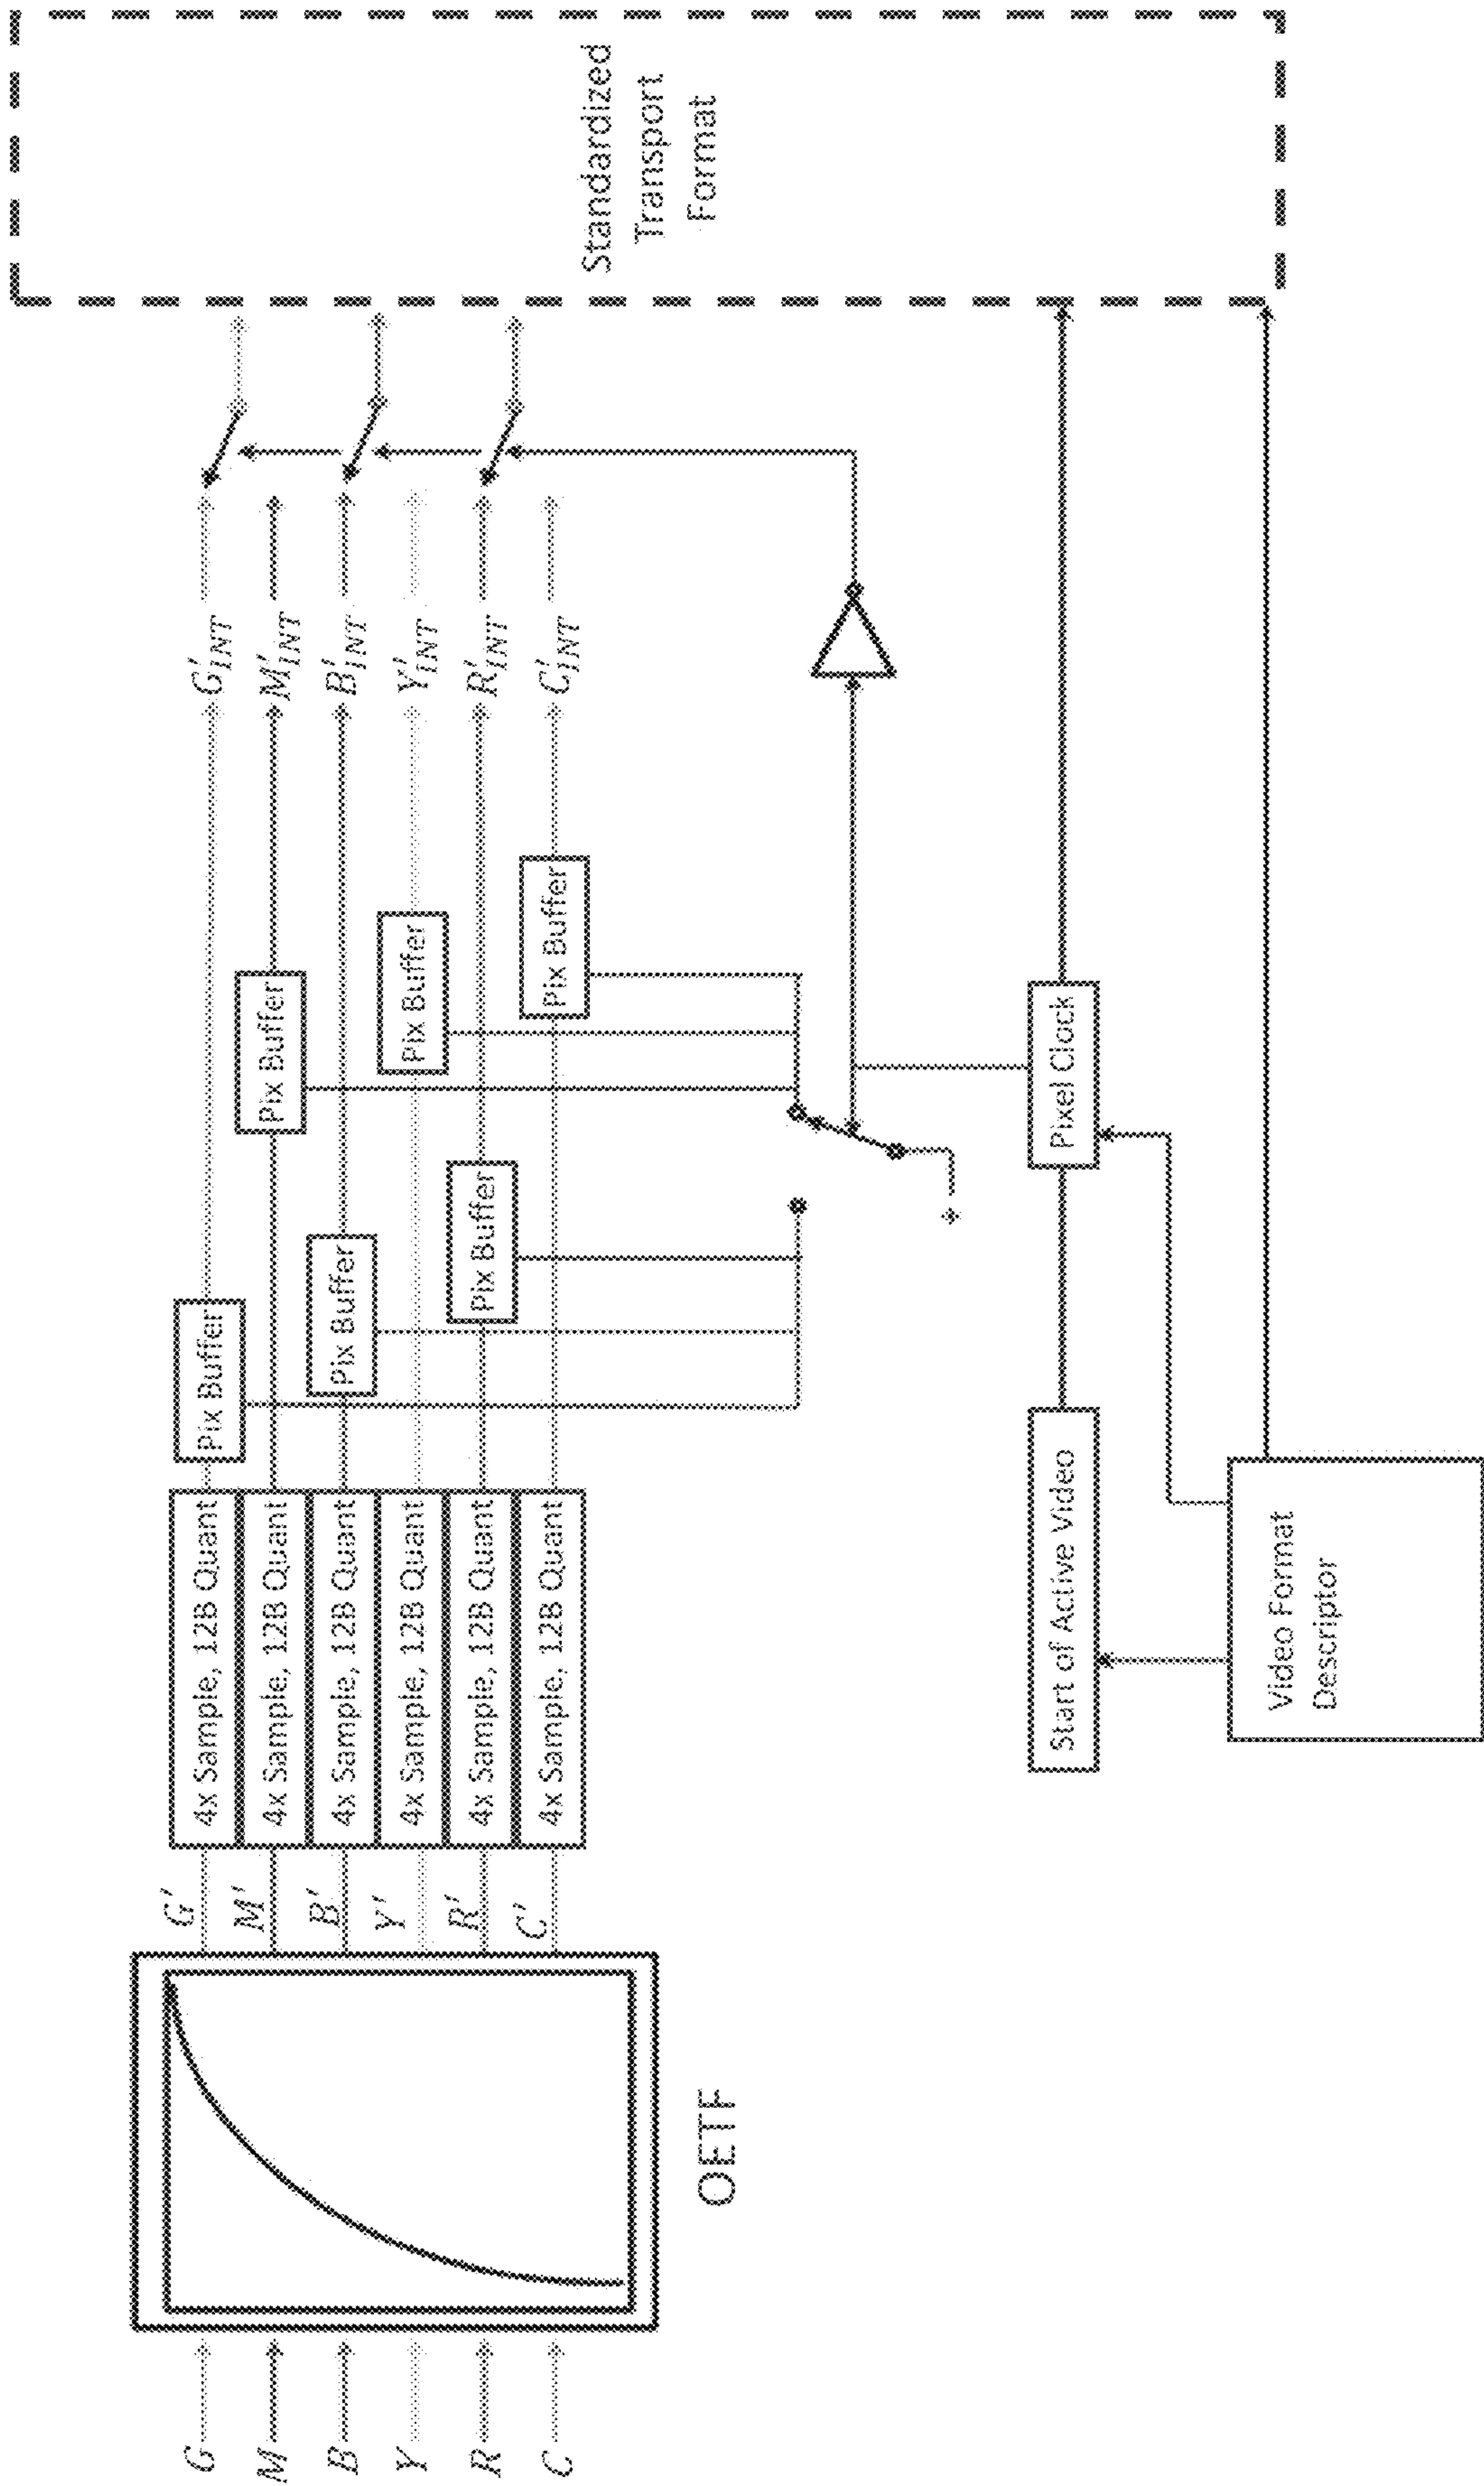 G
M
B
Y
R
C
OETF
G'
M'
B'
Y'
R'
C'
4x Sample, 12B Quant
4x Sample, 12B Quant
4x Sample, 12B Quant
4x Sample, 12B Quant
4x Sample, 12B Quant
4x Sample, 12B Quant
Pix Buffer
Pix Buffer
Pix Buffer
Pix Buffer
Pix Buffer
Pix Buffer
G'INT
M'INT
B'INT
Y'INT
R'INT
C'INT
Standardized
Transport
Format
Start of Active Video
Pixel Clock
Video Format
Descriptor